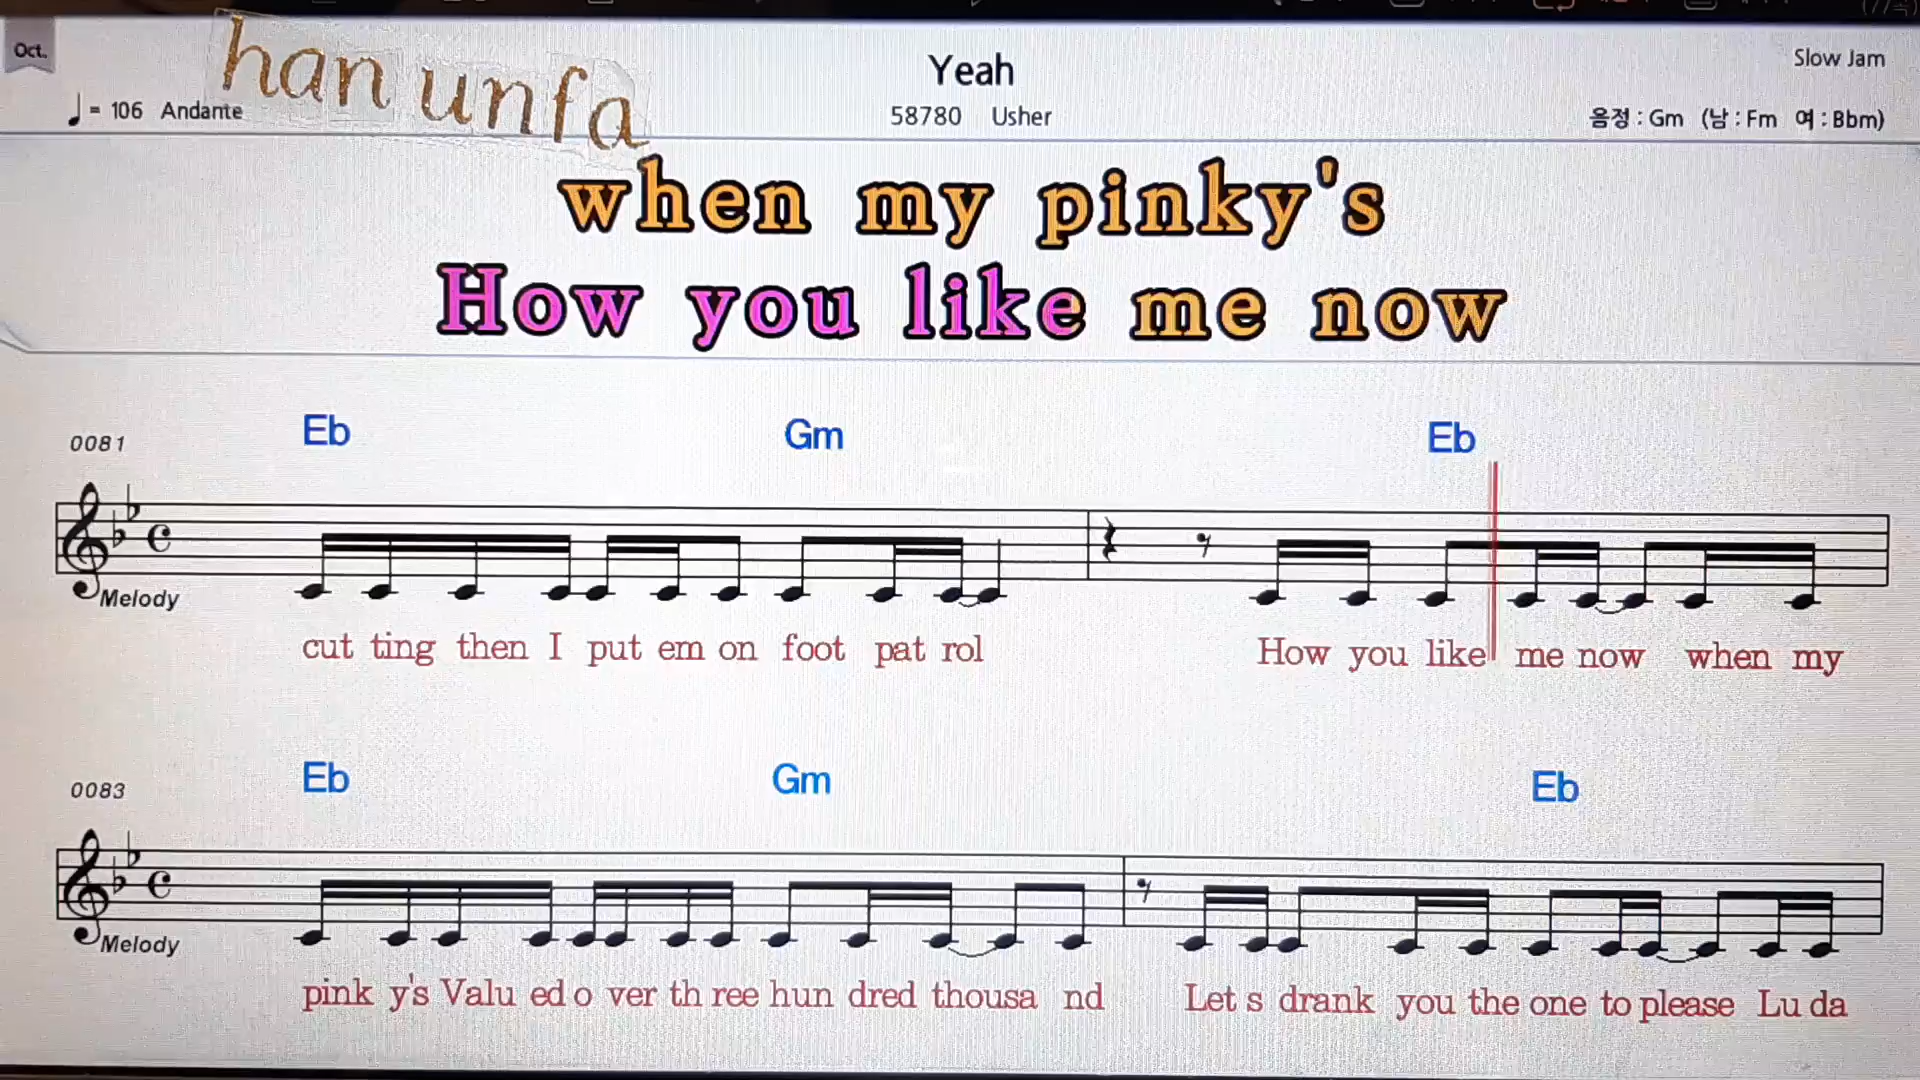 Oct.
han unfa
Yeah
Slow Jam
= 106 Andante
58780 Usher
음정 : Gm (남 : Fm 여 : Bbm)
when my pinky's
How you like me now
0081 Eb Gm Eb
Melody
cut ting then I put em on foot pat rol How you like me now when my
0083 Eb Gm Eb
Melody
pink y's Valu ed o ver th ree hun dred thousa nd Let s drank you the one to please Lu da